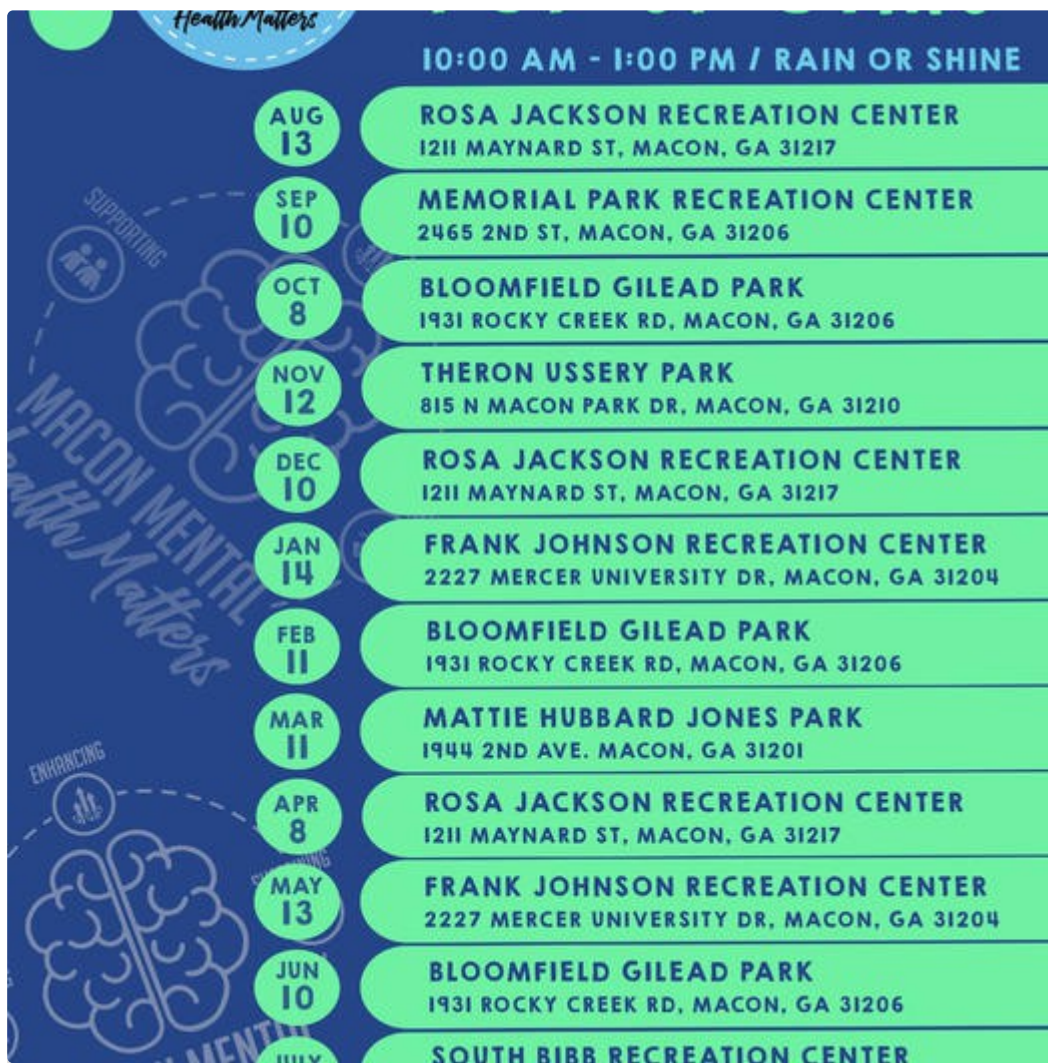 Health Matters
10:00 AM - 1:00 PM / RAIN OR SHINE
AUG
13
ROSA JACKSON RECREATION CENTER
1211 MAYNARD ST, MACON, GA 31217
SEP
10
MEMORIAL PARK RECREATION CENTER
2465 2ND ST, MACON, GA 31206
SUPPORTING
OCT
8
BLOOMFIELD GILEAD PARK
1931 ROCKY CREEK RD, MACON, GA 31206
NOV
12
THERON USSERY PARK
815 N MACON PARK DR, MACON, GA 31210
DEC
10
ROSA JACKSON RECREATION CENTER
1211 MAYNARD ST, MACON, GA 31217
MACON MENTAL
Health Matters
JAN
14
FRANK JOHNSON RECREATION CENTER
2227 MERCER UNIVERSITY DR, MACON, GA 31204
FEB
11
BLOOMFIELD GILEAD PARK
1931 ROCKY CREEK RD, MACON, GA 31206
MAR
11
MATTIE HUBBARD JONES PARK
1944 2ND AVE. MACON, GA 31201
ENHANCING
APR
8
ROSA JACKSON RECREATION CENTER
1211 MAYNARD ST, MACON, GA 31217
MAY
13
FRANK JOHNSON RECREATION CENTER
2227 MERCER UNIVERSITY DR, MACON, GA 31204
JUN
10
BLOOMFIELD GILEAD PARK
1931 ROCKY CREEK RD, MACON, GA 31206
JULY
SOUTH BIBB RECREATION CENTER